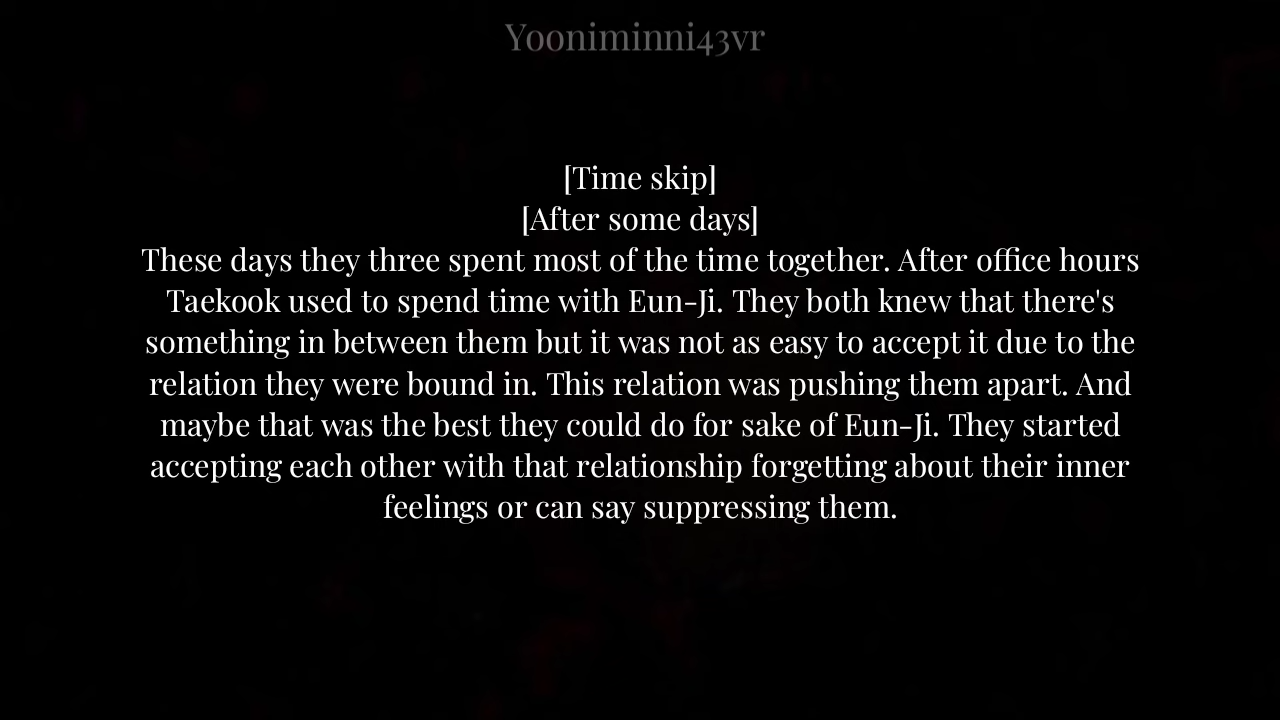 Yooniminni43vr
[Time skip]
[After some days]
These days they three spent most of the time together. After office hours
Taekook used to spend time with Eun-Ji. They both knew that there's
something in between them but it was not as easy to accept it due to the
relation they were bound in. This relation was pushing them apart. And
maybe that was the best they could do for sake of Eun-Ji. They started
accepting each other with that relationship forgetting about their inner
feelings or can say suppressing them.